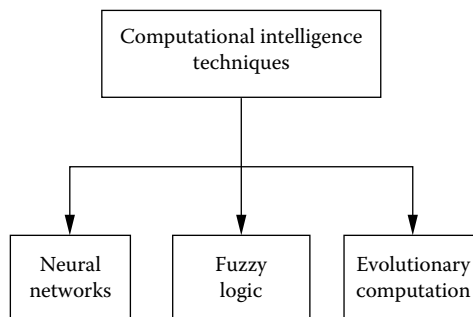 Computational intelligence
techniques
Neural
networks
Fuzzy
logic
Evolutionary
computation